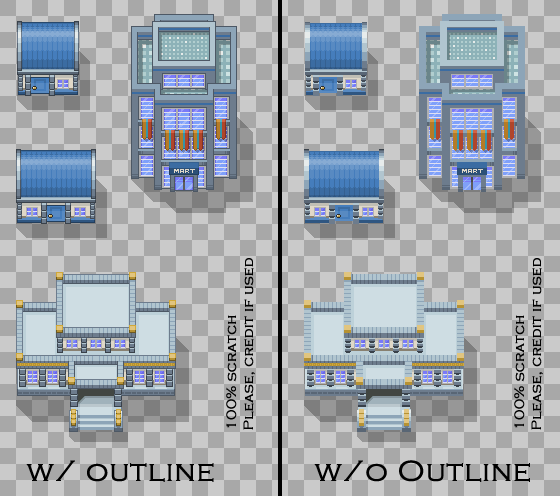 MART
MART
100% SCRATCH
PLEASE, CREDIT IF USED
100% SCRATCH
PLEASE, CREDIT IF USED
W/ OUTLINE
W/O OUTLINE